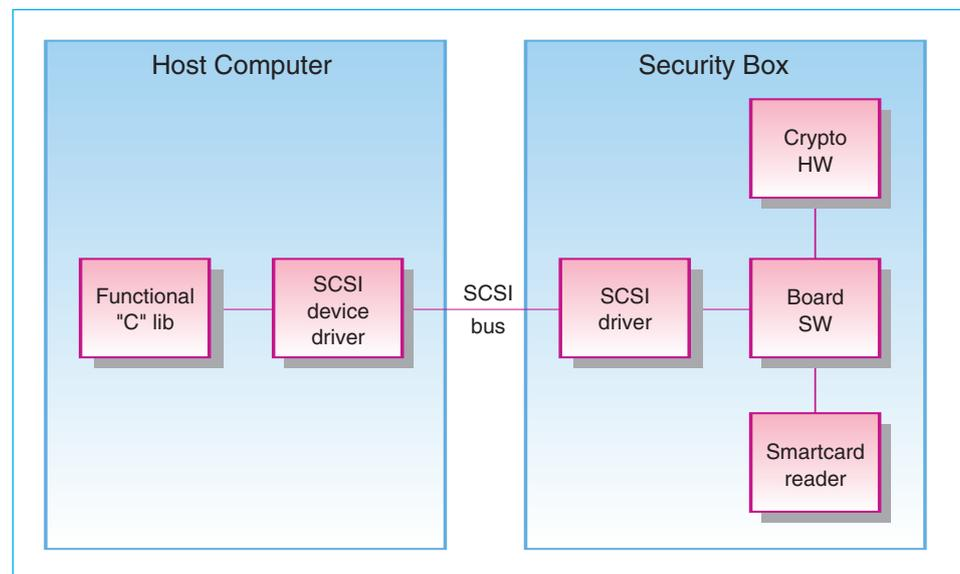 Host Computer
Security Box
Crypto
HW
Functional
"C" lib
SCSI
device
driver
SCSI
bus
SCSI
driver
Board
SW
Smartcard
reader